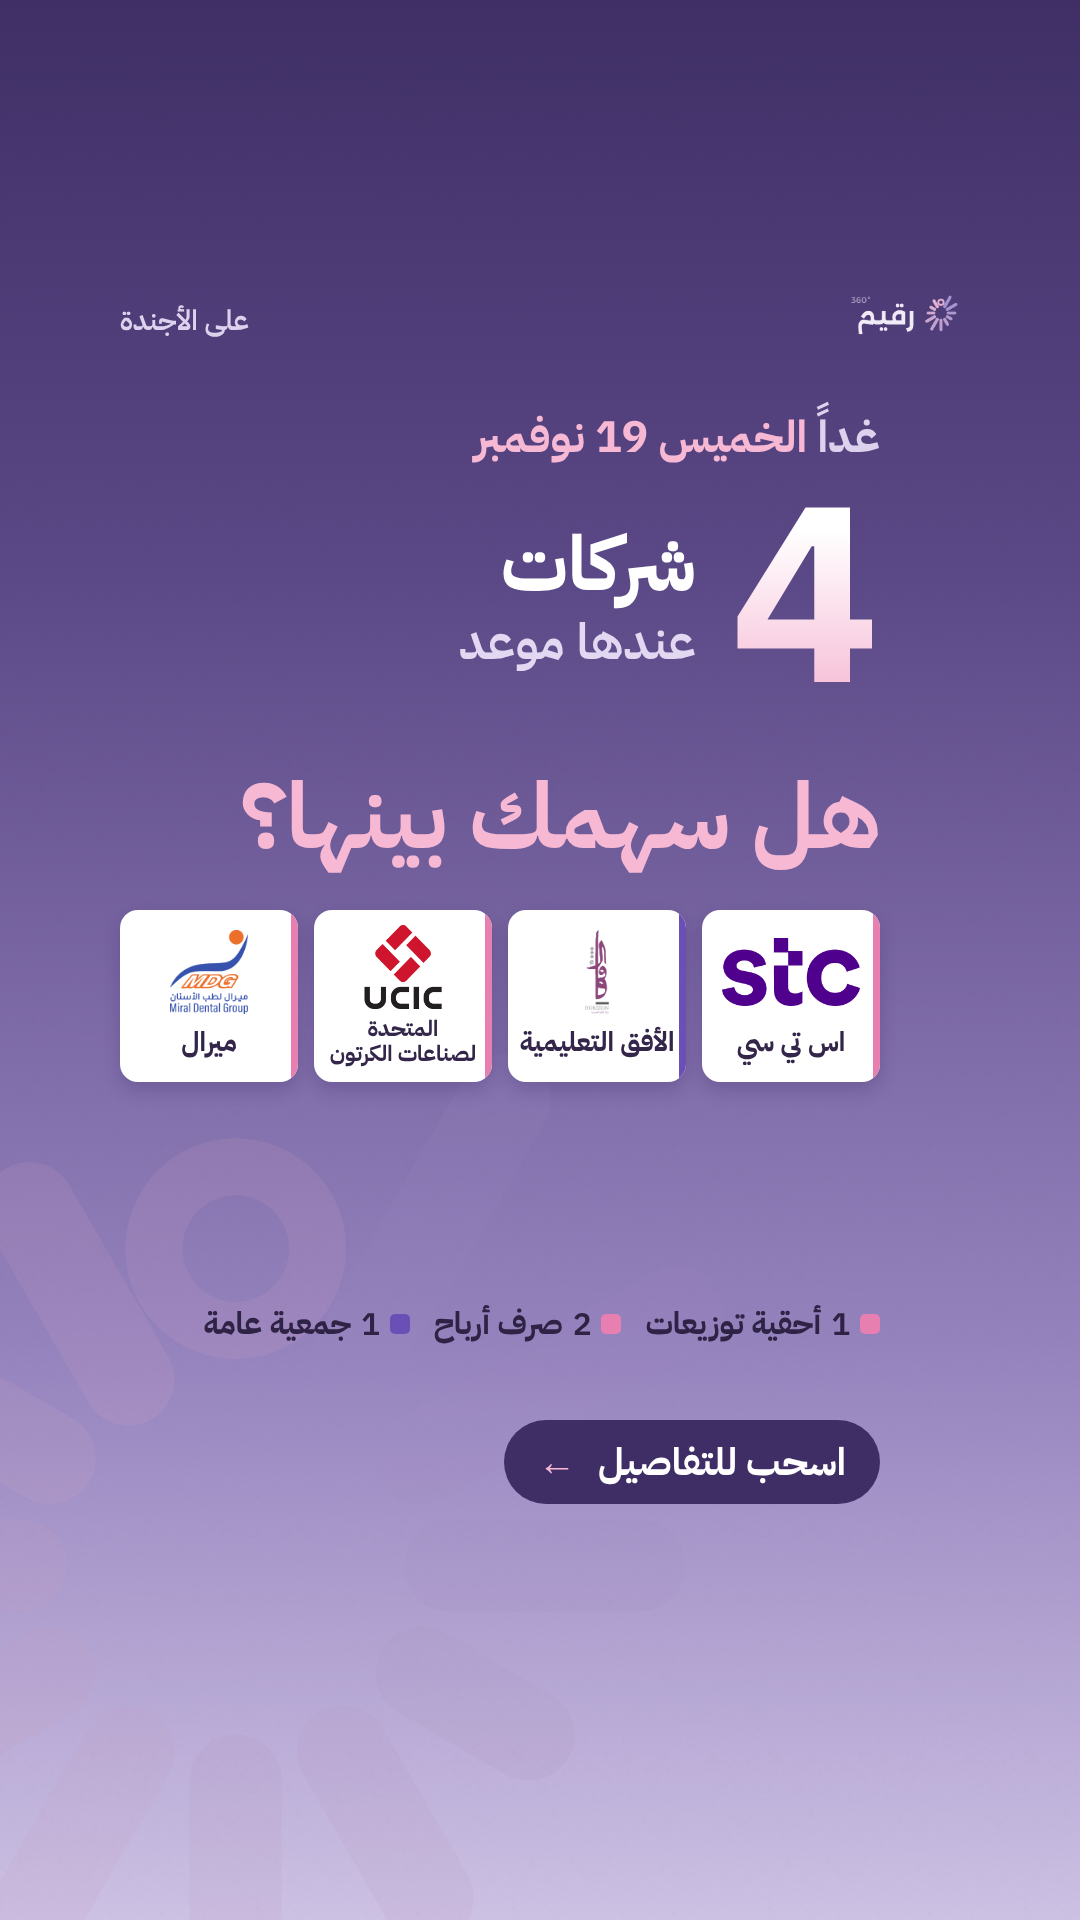 رقيم 360°
على الأجندة
غداً الخميس 19 نوفمبر
4
شركات
عندها موعد
هل سهمك بينها؟
stc
اس تي سي
الأفق التعليمية
UCIC
المتحدة
لصناعات الكرتون
MDG
ميرال لطب الأسنان
Miral Dental Group
ميرال
1 أحقية توزيعات 2 صرف أرباح 1 جمعية عامة
اسحب للتفاصيل ←